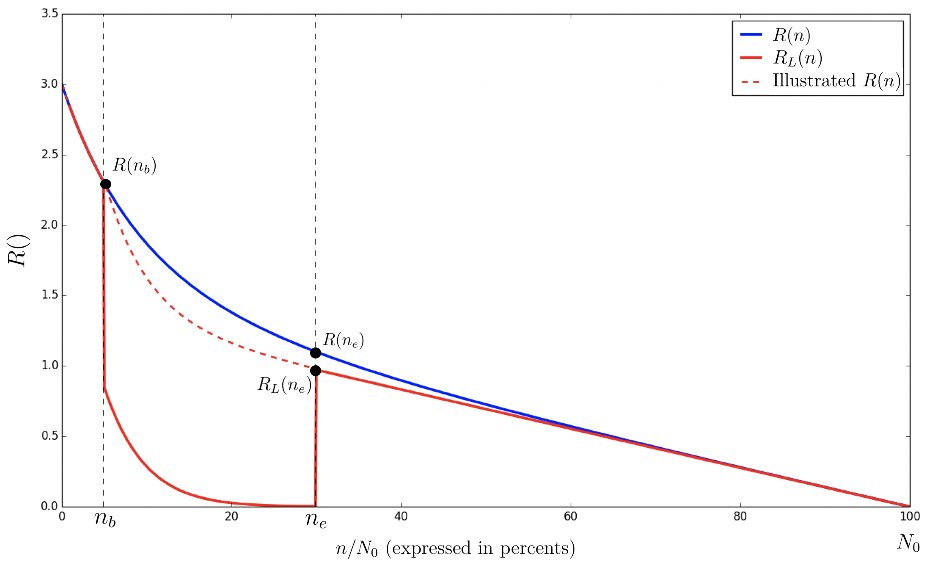 3.5
R(n)
R_L(n)
Illustrated R(n)
3.0
2.5
R(n_b)
2.0
R()
1.5
R(n_e)
1.0
R_L(n_e)
0.5
0.0
0 20 40 60 80 100
n_b n_e N_0
n/N_0 (expressed in percents)